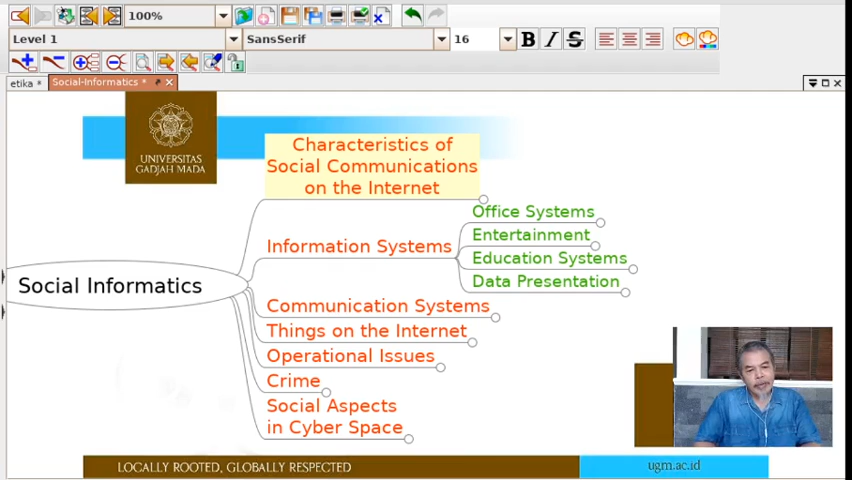 100%
Level 1
SansSerif
16
B I S
etika *
Social-Informatics *
UNIVERSITAS
GADJAH MADA
Characteristics of
Social Communications
on the Internet
Information Systems
Office Systems
Entertainment
Education Systems
Data Presentation
Social Informatics
Communication Systems
Things on the Internet
Operational Issues
Crime
Social Aspects
in Cyber Space
LOCALLY ROOTED, GLOBALLY RESPECTED
ugm.ac.id